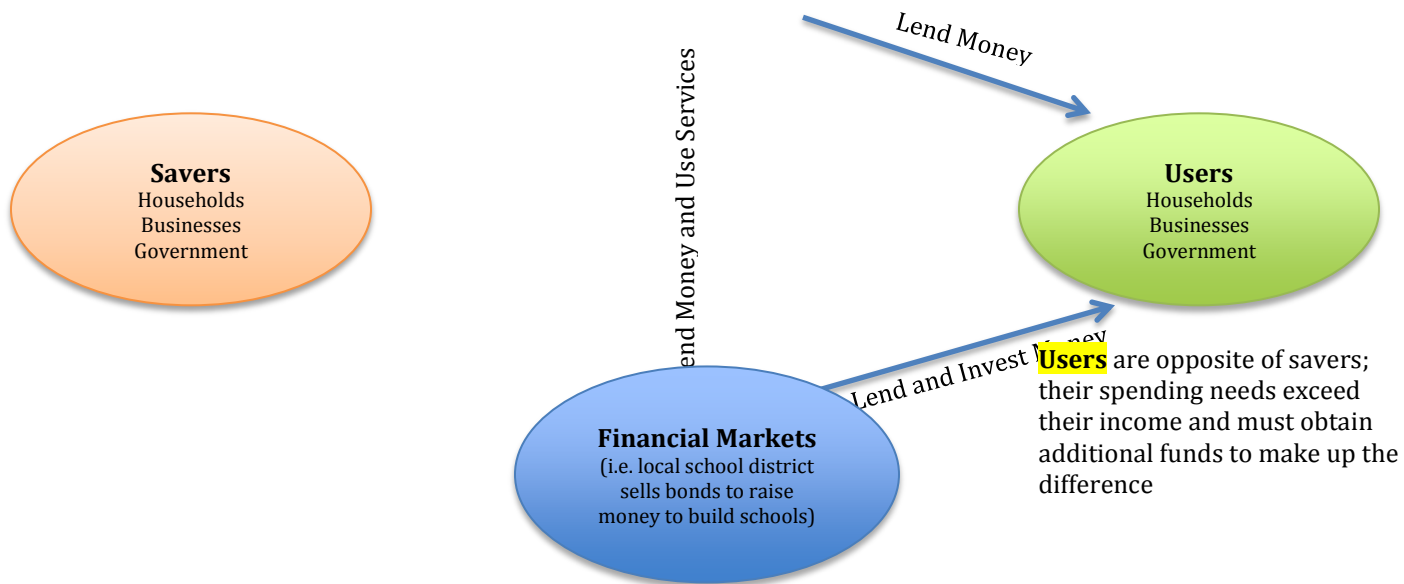 Lend Money
end Money and Use Services
Savers
Households
Businesses
Government
Users
Households
Businesses
Government
Lend and Invest Money
Users are opposite of savers;
their spending needs exceed
their income and must obtain
additional funds to make up the
difference
Financial Markets
(i.e. local school district
sells bonds to raise
money to build schools)